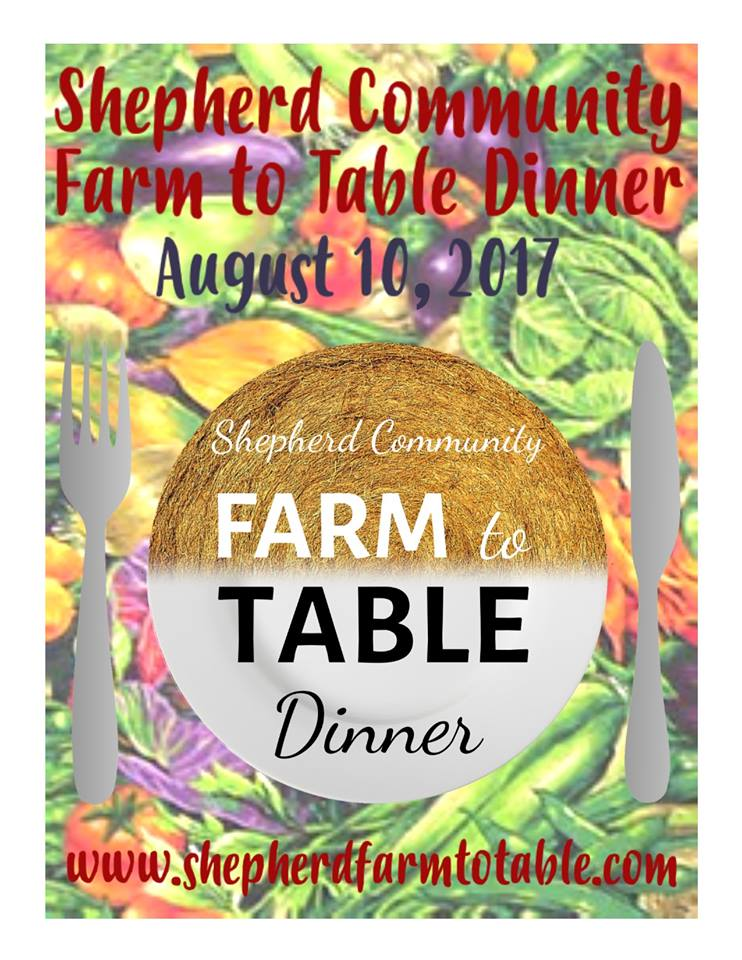 Shepherd Community
Farm to Table Dinner
August 10, 2017
Shepherd Community
FARM to
TABLE
Dinner
www.shepherdfarmtotable.com